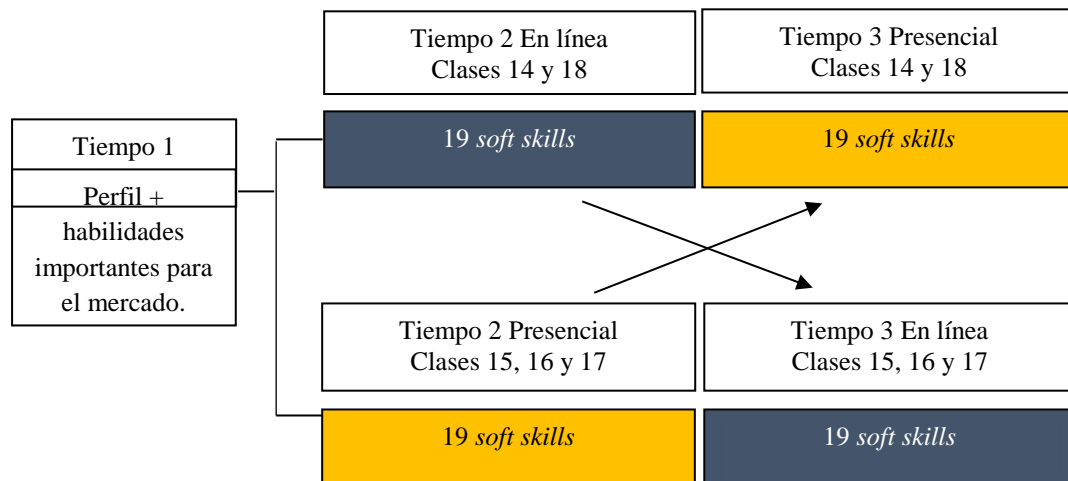 Tiempo 1
Perfil +
habilidades
importantes para
el mercado.
Tiempo 2 En línea
Clases 14 y 18
19 soft skills
Tiempo 3 Presencial
Clases 14 y 18
19 soft skills
Tiempo 2 Presencial
Clases 15, 16 y 17
19 soft skills
Tiempo 3 En línea
Clases 15, 16 y 17
19 soft skills